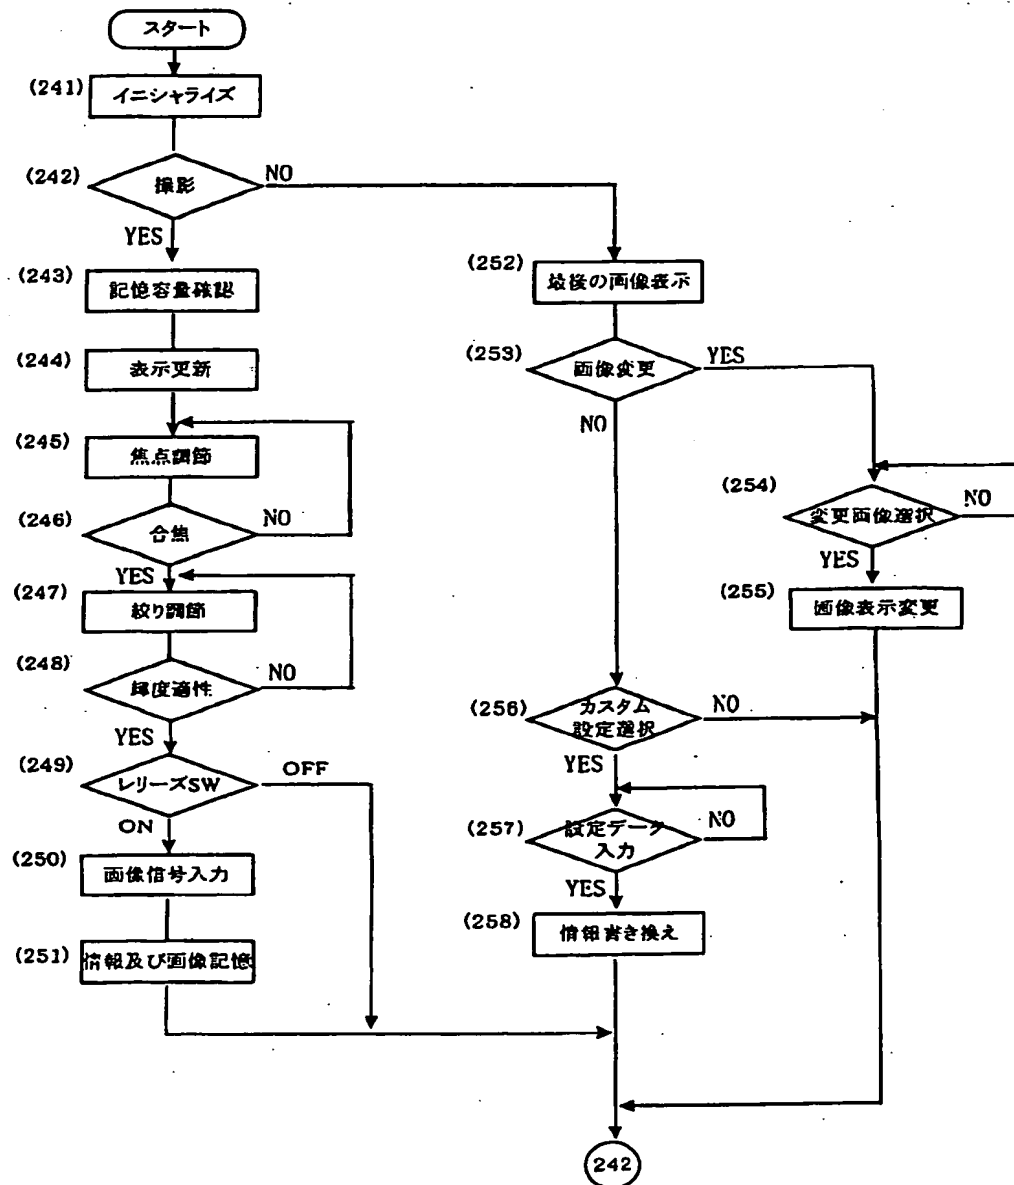 スタート
(241)
イニシャライズ
(242)
撮影
NO
YES
(243)
記憶容量確認
(244)
表示更新
(245)
焦点調節
(246)
合焦
NO
YES
(247)
絞り調節
(248)
輝度適性
NO
YES
(249)
レリーズSW
OFF
ON
(250)
画像信号入力
(251)
情報及び画像記憶
(252)
最後の画像表示
(253)
画像変更
YES
NO
(254)
変更画像選択
NO
YES
(255)
画像表示変更
(256)
カスタム
設定選択
NO
YES
(257)
設定データ
入力
NO
YES
(258)
情報書き換え
242